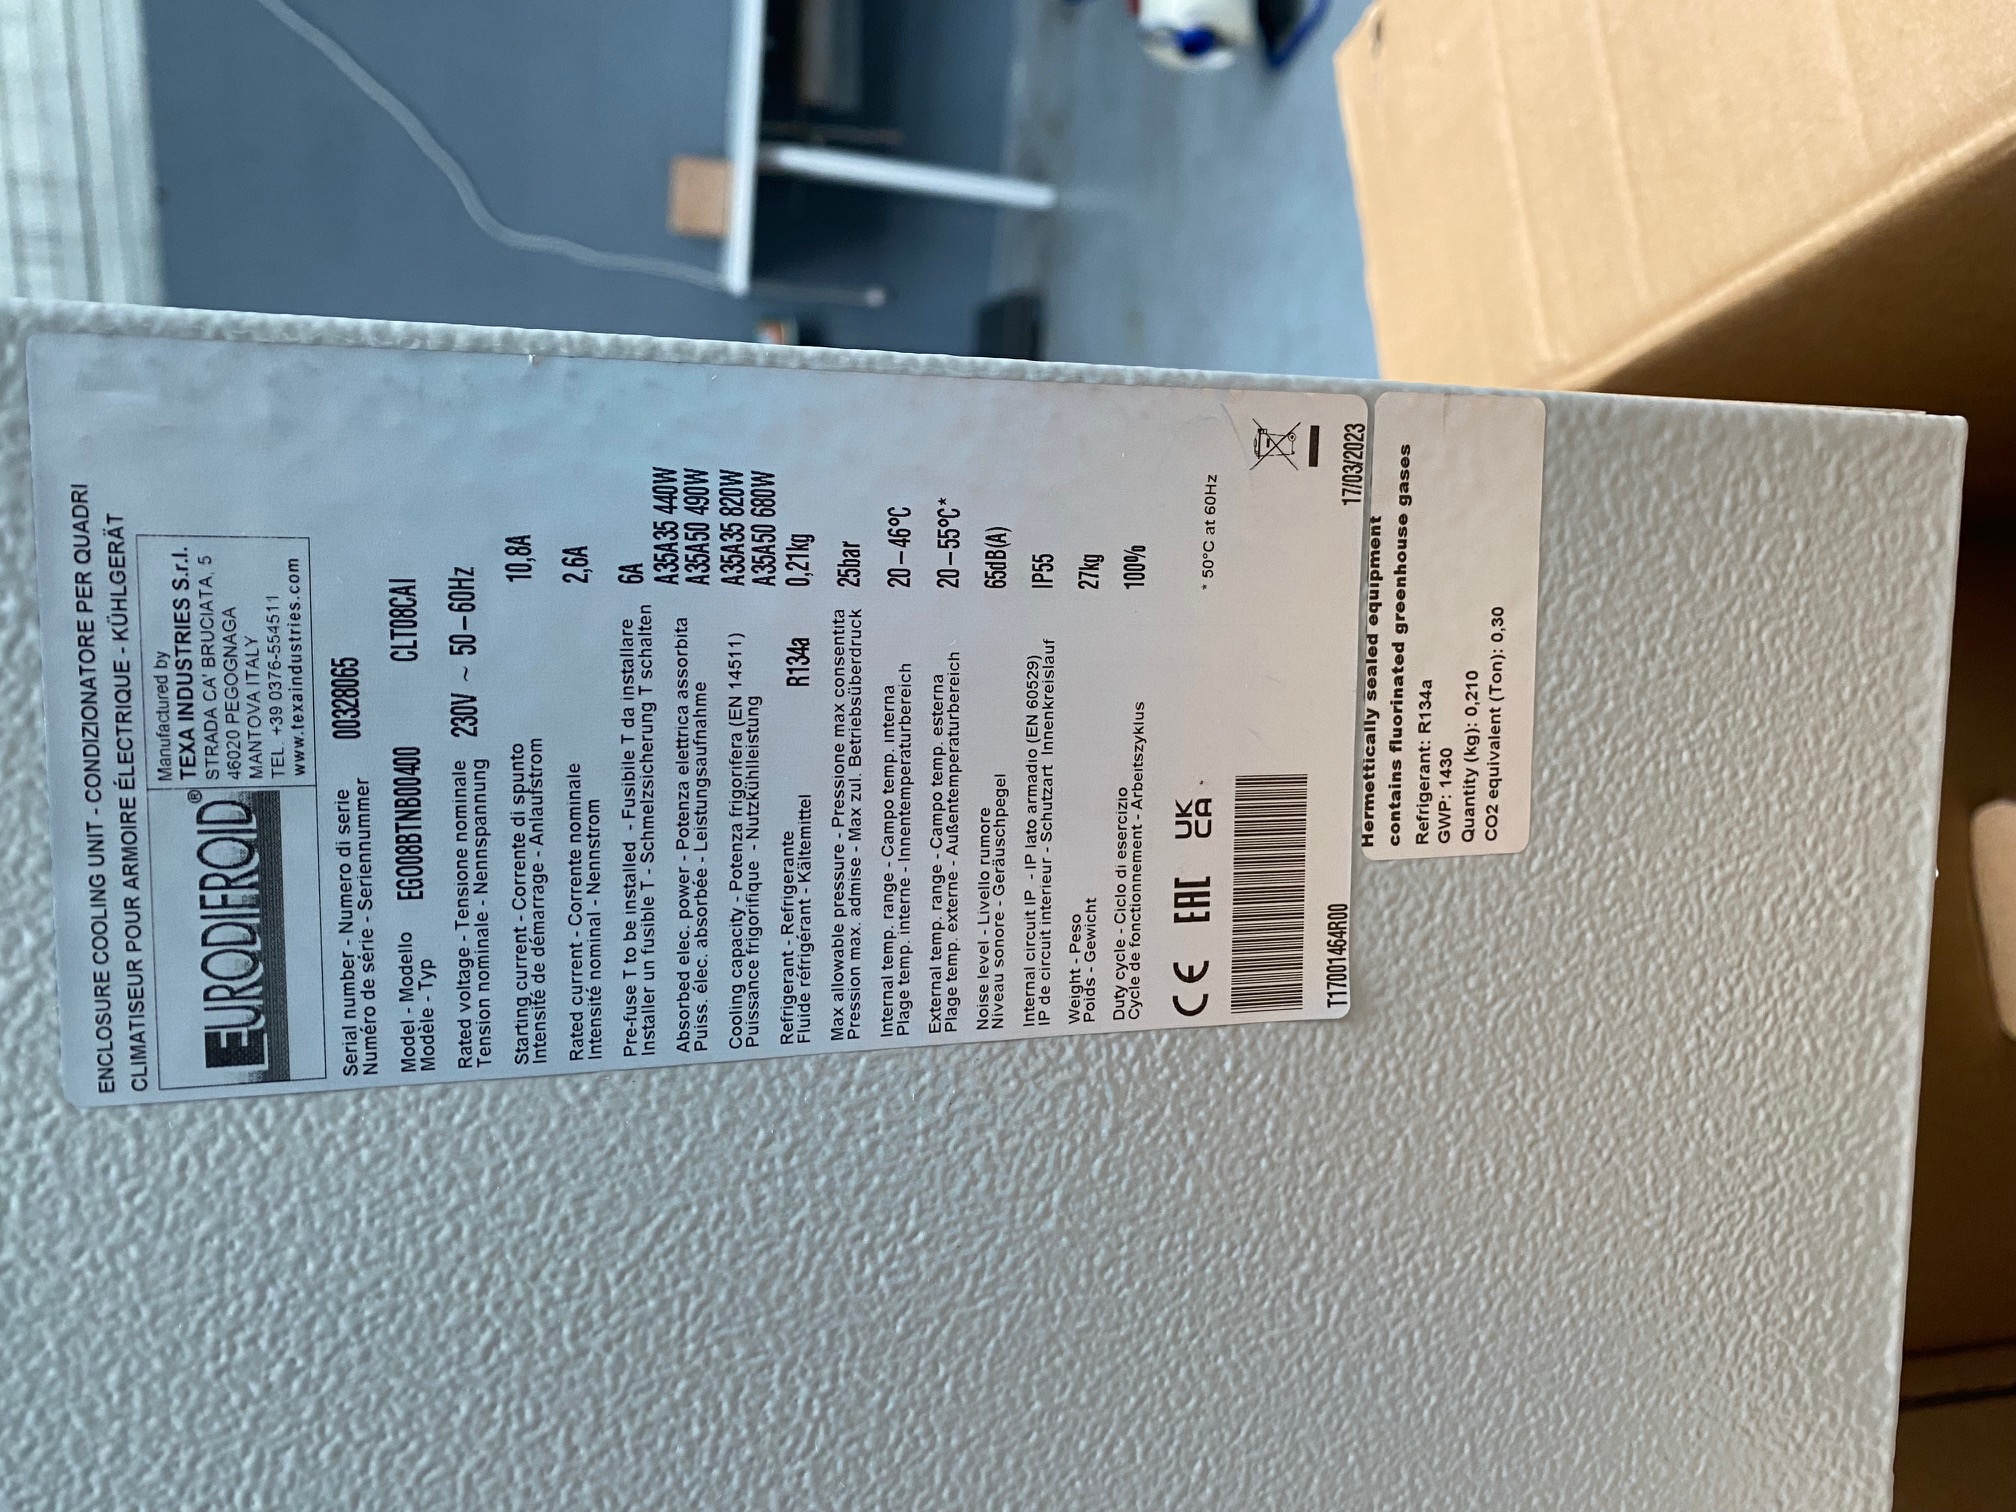 ENCLOSURE COOLING UNIT - CONDIZIONATORE PER QUADRI
CLIMATISEUR POUR ARMOIRE ÉLECTRIQUE - KÜHLGERÄT
EURODIFROID®
Manufactured by
TEXA INDUSTRIES S.r.l.
STRADA CA' BRUCIATA, 5
46020 PEGOGNAGA
MANTOVA ITALY
TEL. +39 0376-554511
www.texaindustries.com
Serial number - Numero di serie 00328065
Numéro de série - Seriennummer
Model - Modello EGO08BTNB00400 CLT08CAI
Modèle - Typ
Rated voltage - Tensione nominale 230V ~ 50-60Hz
Tension nominale - Nennspannung
Starting current - Corrente di spunto 10,8A
Intensité de démarrage - Anlaufstrom
Rated current - Corrente nominale 2,6A
Intensité nominal - Nennstrom
Pre-fuse T to be installed - Fusibile T da installare 6A
Installer un fusible T - Schmelzsicherung T schalten
Absorbed elec. power - Potenza elettrica assorbita A35A35 440W
Puiss. élec. absorbée - Leistungsaufnahme A35A50 490W
Cooling capacity - Potenza frigorifera (EN 14511) A35A35 820W
Puissance frigorifique - Nutzkühlleistung A35A50 680W
Refrigerant - Refrigerante R134a 0,21kg
Fluide réfrigérant - Kältemittel
Max allowable pressure - Pressione max consentita 25bar
Pression max. admise - Max zul. Betriebsüberdruck
Internal temp. range - Campo temp. interna 20-46°C
Plage temp. interne - Innentemperaturbereich
External temp. range - Campo temp. esterna 20-55°C*
Plage temp. externe - Außentemperaturbereich
Noise level - Livello rumore 65dB(A)
Niveau sonore - Geräuschpegel
Internal circuit IP - IP lato armadio (EN 60529) IP55
IP de circuit interieur - Schutzart Innenkreislauf
Weight - Peso 27kg
Poids - Gewicht
Duty cycle - Ciclo di esercizio 100%
Cycle de fonctionnement - Arbeitszyklus
* 50°C at 60Hz
CE EAC UK CA
T17001464R00 17/03/2023
Hermettically sealed equipment
contains fluorinated greenhouse gases
Refrigerant: R134a
GWP: 1430
Quantity (kg): 0,210
CO2 equivalent (Ton): 0,30